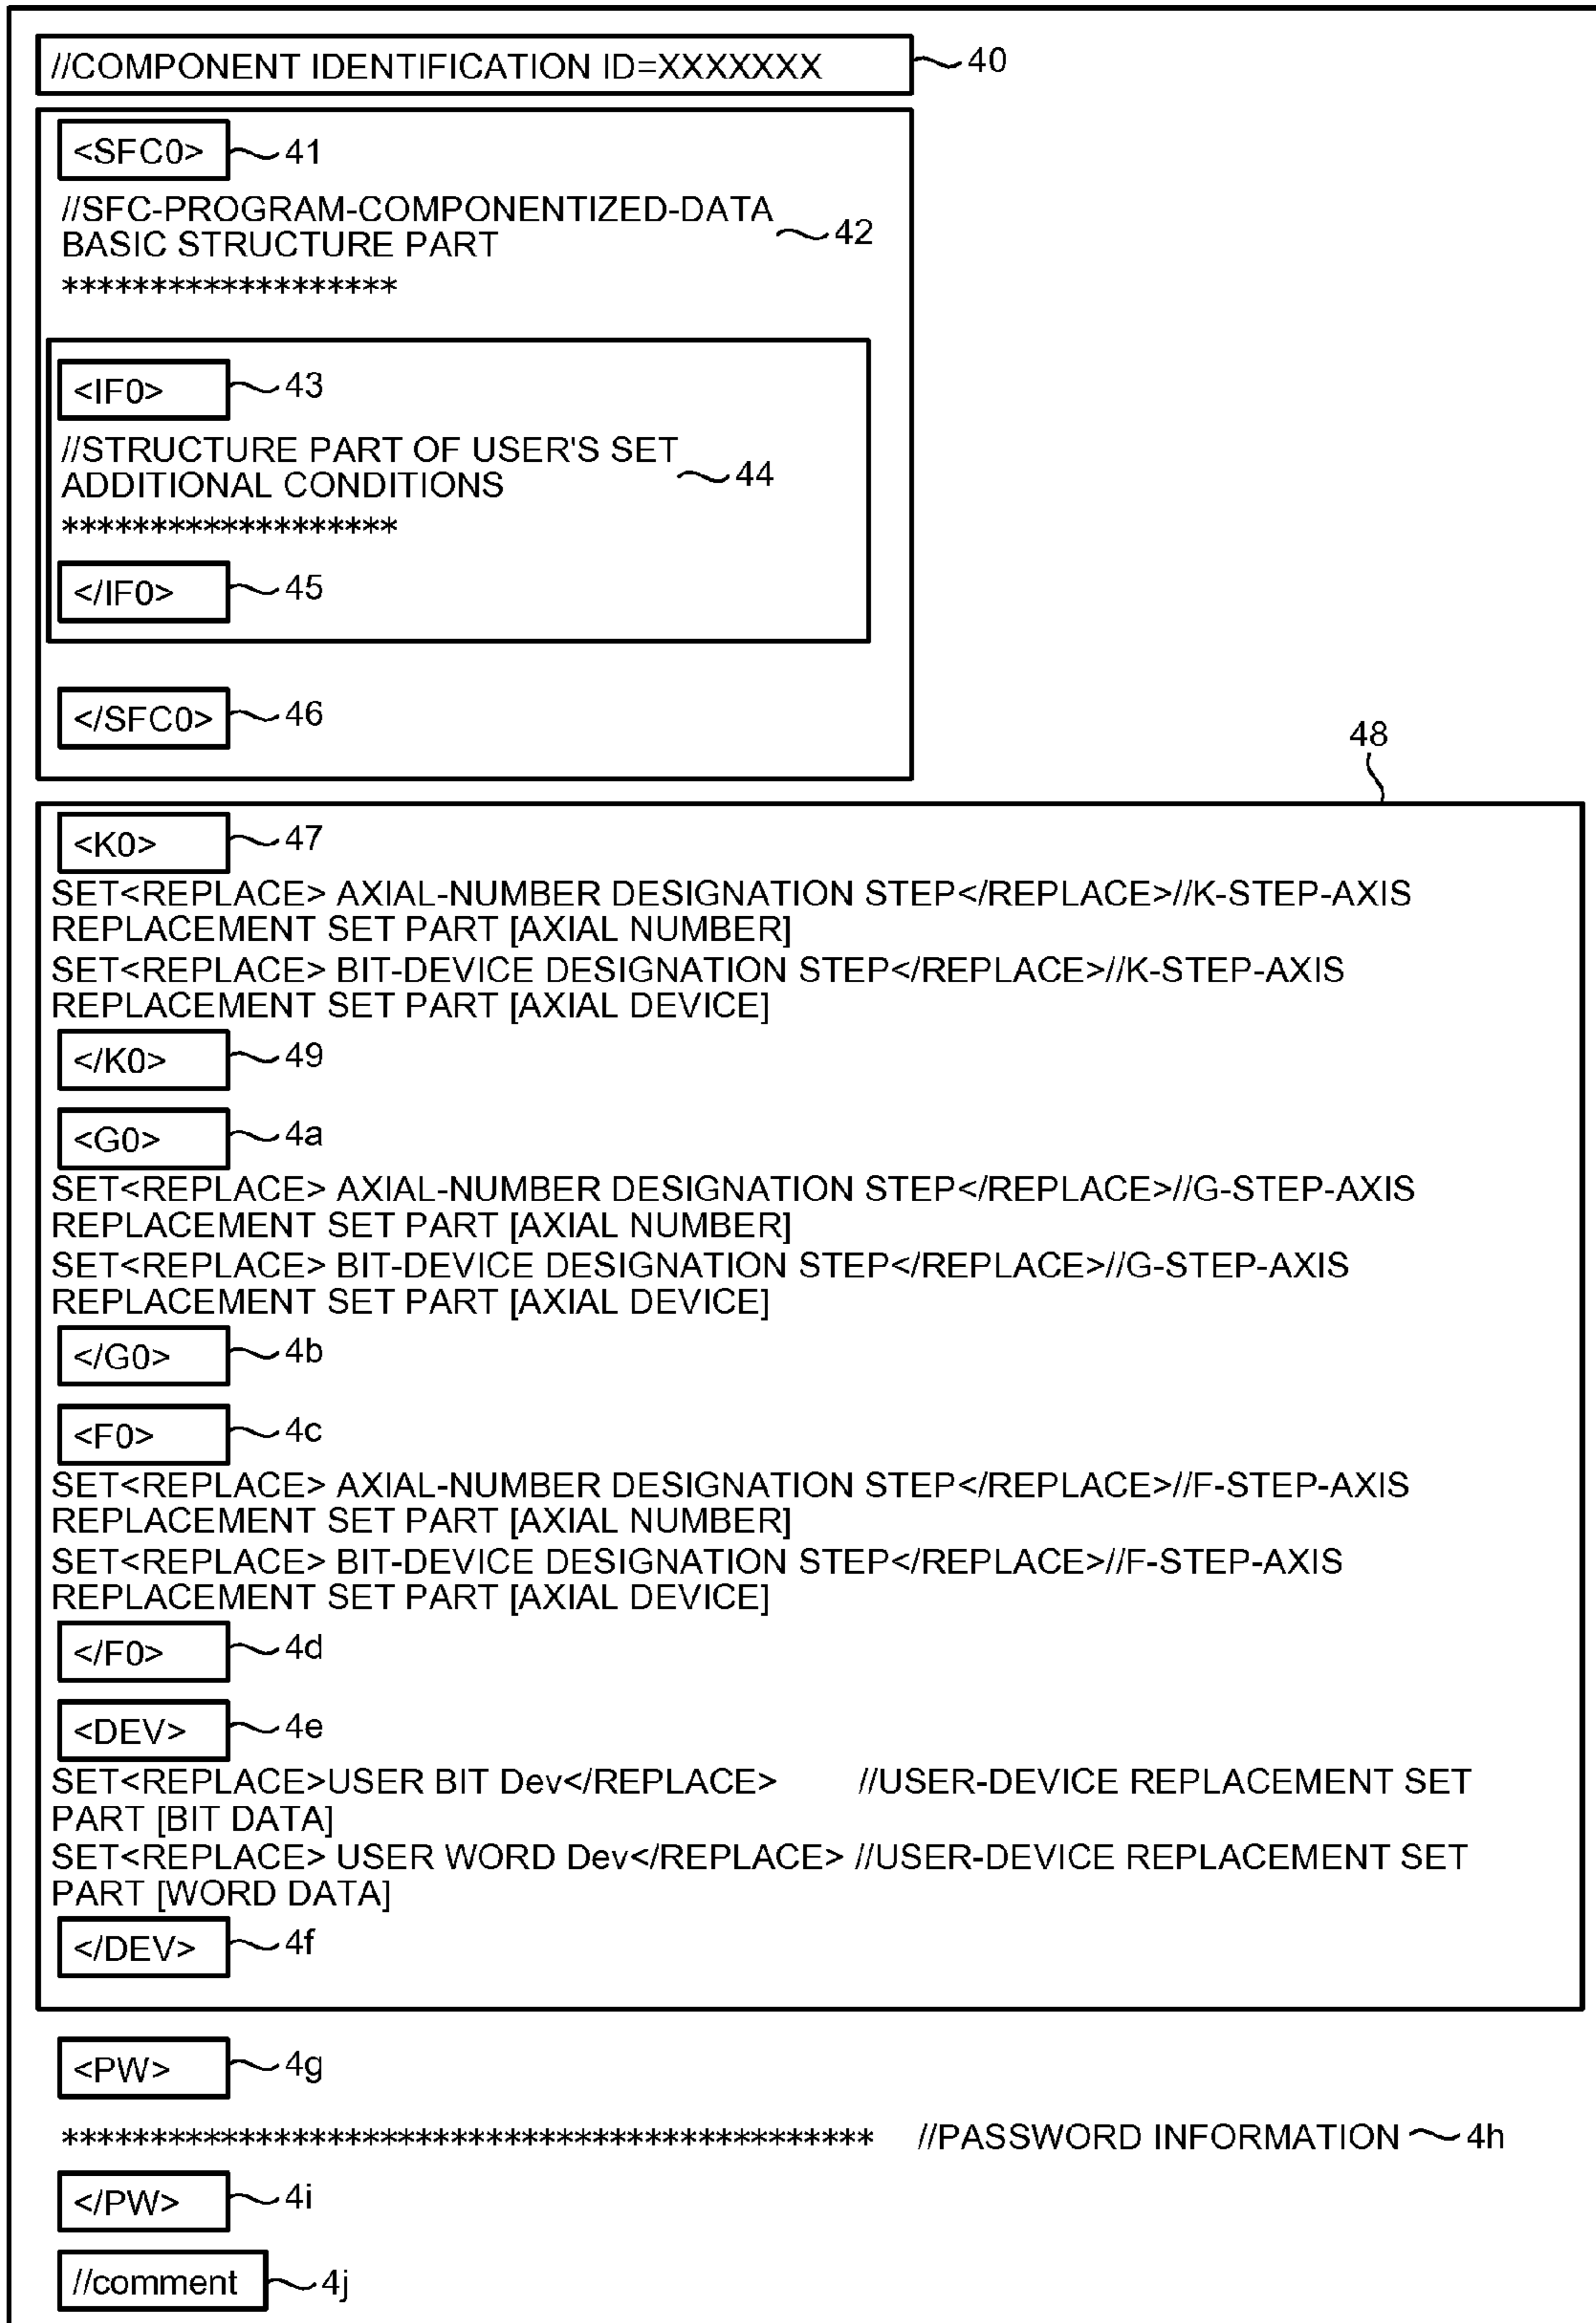 //COMPONENT IDENTIFICATION ID=XXXXXXX 40
<SFC0> 41
//SFC-PROGRAM-COMPONENTIZED-DATA
BASIC STRUCTURE PART 42
*******************
<IF0> 43
//STRUCTURE PART OF USER'S SET
ADDITIONAL CONDITIONS 44
*******************
</IF0> 45
</SFC0> 46
48
<K0> 47
SET<REPLACE> AXIAL-NUMBER DESIGNATION STEP</REPLACE>//K-STEP-AXIS
REPLACEMENT SET PART [AXIAL NUMBER]
SET<REPLACE> BIT-DEVICE DESIGNATION STEP</REPLACE>//K-STEP-AXIS
REPLACEMENT SET PART [AXIAL DEVICE]
</K0> 49
<G0> 4a
SET<REPLACE> AXIAL-NUMBER DESIGNATION STEP</REPLACE>//G-STEP-AXIS
REPLACEMENT SET PART [AXIAL NUMBER]
SET<REPLACE> BIT-DEVICE DESIGNATION STEP</REPLACE>//G-STEP-AXIS
REPLACEMENT SET PART [AXIAL DEVICE]
</G0> 4b
<F0> 4c
SET<REPLACE> AXIAL-NUMBER DESIGNATION STEP</REPLACE>//F-STEP-AXIS
REPLACEMENT SET PART [AXIAL NUMBER]
SET<REPLACE> BIT-DEVICE DESIGNATION STEP</REPLACE>//F-STEP-AXIS
REPLACEMENT SET PART [AXIAL DEVICE]
</F0> 4d
<DEV> 4e
SET<REPLACE>USER BIT Dev</REPLACE> //USER-DEVICE REPLACEMENT SET
PART [BIT DATA]
SET<REPLACE> USER WORD Dev</REPLACE> //USER-DEVICE REPLACEMENT SET
PART [WORD DATA]
</DEV> 4f
<PW> 4g
********************************************** //PASSWORD INFORMATION 4h
</PW> 4i
//comment 4j